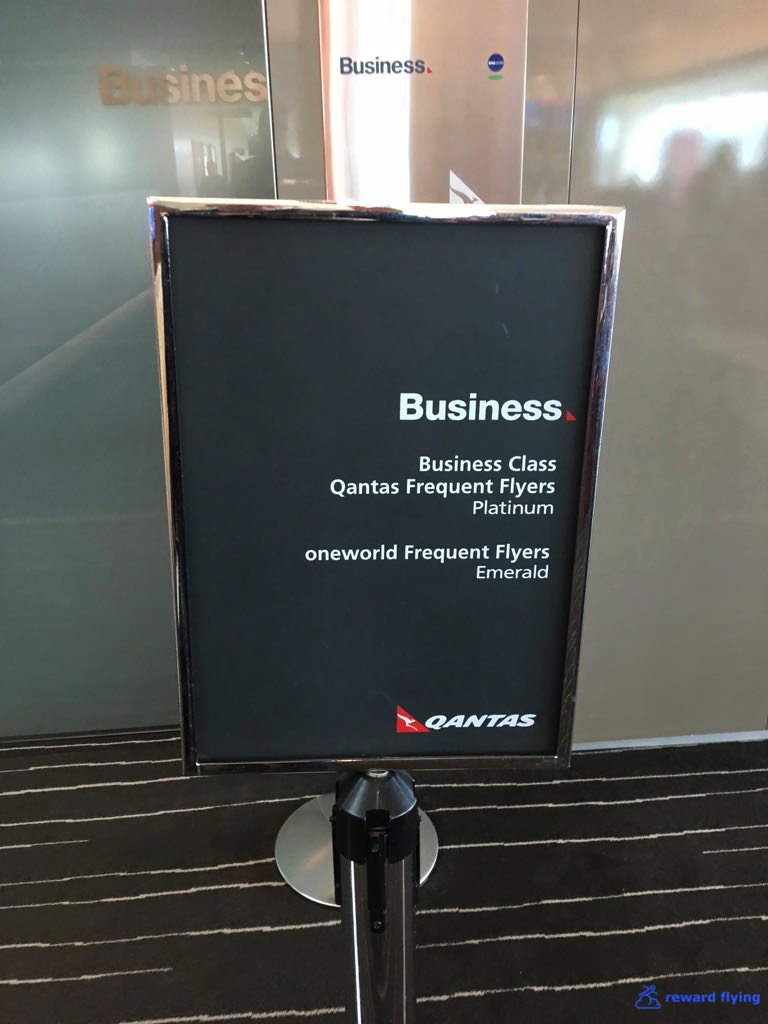 Business
Business
Business
Business Class
Qantas Frequent Flyers
Platinum
oneworld Frequent Flyers
Emerald
QANTAS
reward flying